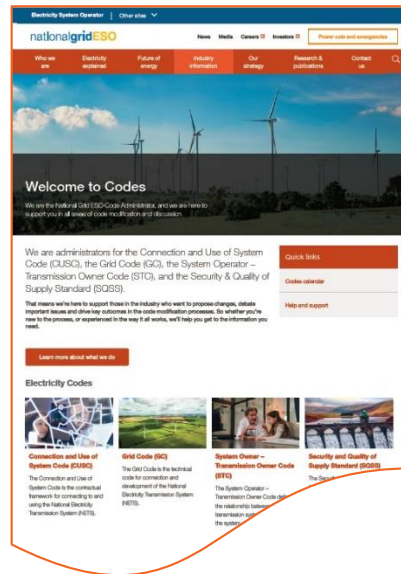 Electricity System Operator | Other sites
nationalgridESO
News Media Careers Investors Power cuts and emergencies
Who we are
Electricity explained
Future of energy
Industry information
Our strategy
Research & publications
Contact us
Welcome to Codes
We are the National Grid ESO Code Administrator, and we are here to
support you in all areas of code modification and discussion.
We are administrators for the Connection and Use of System
Code (CUSC), the Grid Code (GC), the System Operator –
Transmission Owner Code (STC), and the Security & Quality of
Supply Standard (SQSS).
Quick links
Codes calendar
Help and support
That means we're here to support those in the industry who want to propose changes, debate
important issues and drive key outcomes in the code modification processes. So whether you're
new to the process, or experienced in the way it all works, we'll help you get to the information you
need.
Learn more about what we do
Electricity Codes
Connection and Use of
System Code (CUSC)
The Connection and Use of
System Code is the contractual
framework for connecting to and
using the National Electricity
Transmission System (NETS).
Grid Code (GC)
The Grid Code is the technical
code for connection and
development of the National
Electricity Transmission System
(NETS).
System Owner –
Transmission Owner Code
(STC)
The System Operator –
Transmission Owner Code
the relationship between
transmission
the system
Security and Quality of
Supply Standard (SQSS)
The